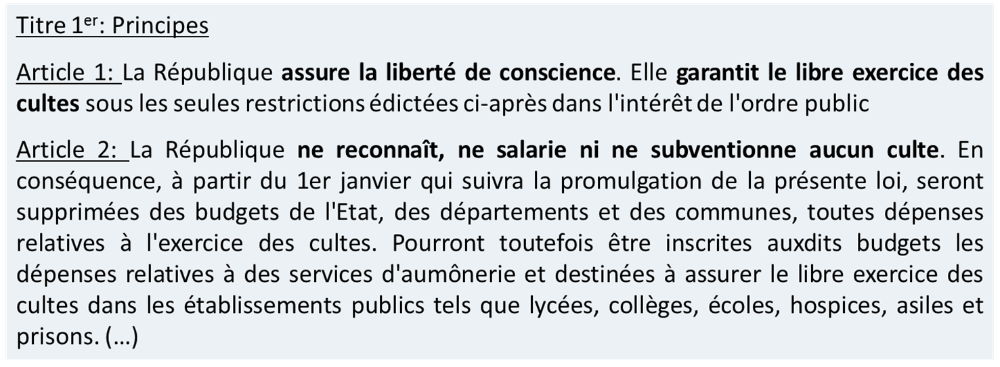 Titre 1er: Principes
Article 1: La République assure la liberté de conscience. Elle garantit le libre exercice des
cultes sous les seules restrictions édictées ci-après dans l'intérêt de l'ordre public
Article 2: La République ne reconnaît, ne salarie ni ne subventionne aucun culte. En
conséquence, à partir du 1er janvier qui suivra la promulgation de la présente loi, seront
supprimées des budgets de l'Etat, des départements et des communes, toutes dépenses
relatives à l'exercice des cultes. Pourront toutefois être inscrites auxdits budgets les
dépenses relatives à des services d'aumônerie et destinées à assurer le libre exercice des
cultes dans les établissements publics tels que lycées, collèges, écoles, hospices, asiles et
prisons. (…)